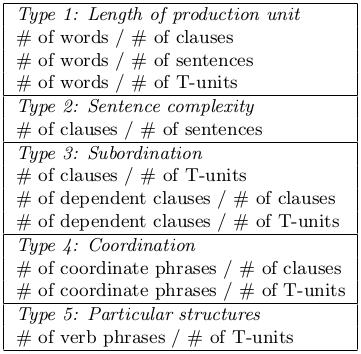 Type 1: Length of production unit
# of words / # of clauses
# of words / # of sentences
# of words / # of T-units
Type 2: Sentence complexity
# of clauses / # of sentences
Type 3: Subordination
# of clauses / # of T-units
# of dependent clauses / # of clauses
# of dependent clauses / # of T-units
Type 4: Coordination
# of coordinate phrases / # of clauses
# of coordinate phrases / # of T-units
Type 5: Particular structures
# of verb phrases / # of T-units